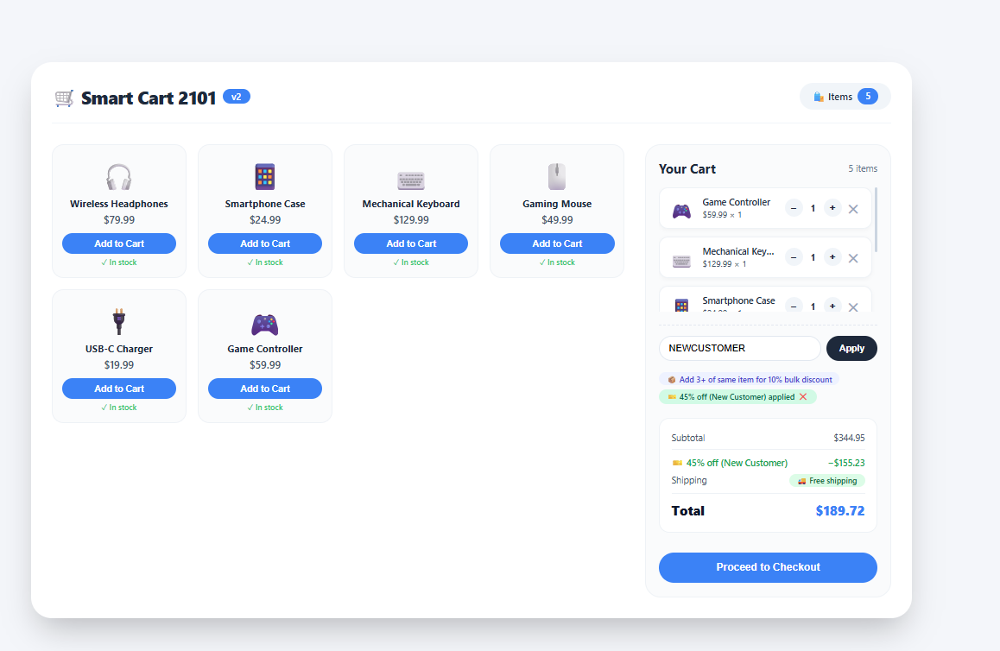 Smart Cart 2101 v2
Items 5
Wireless Headphones
$79.99
Add to Cart
✓ In stock
Smartphone Case
$24.99
Add to Cart
✓ In stock
Mechanical Keyboard
$129.99
Add to Cart
✓ In stock
Gaming Mouse
$49.99
Add to Cart
✓ In stock
USB-C Charger
$19.99
Add to Cart
✓ In stock
Game Controller
$59.99
Add to Cart
✓ In stock
Your Cart 5 items
Game Controller
$59.99 × 1
− 1 + ×
Mechanical Key...
$129.99 × 1
− 1 + ×
Smartphone Case
− 1 + ×
NEWCUSTOMER Apply
Add 3+ of same item for 10% bulk discount
45% off (New Customer) applied ❌
Subtotal $344.95
45% off (New Customer) −$155.23
Shipping Free shipping
Total $189.72
Proceed to Checkout